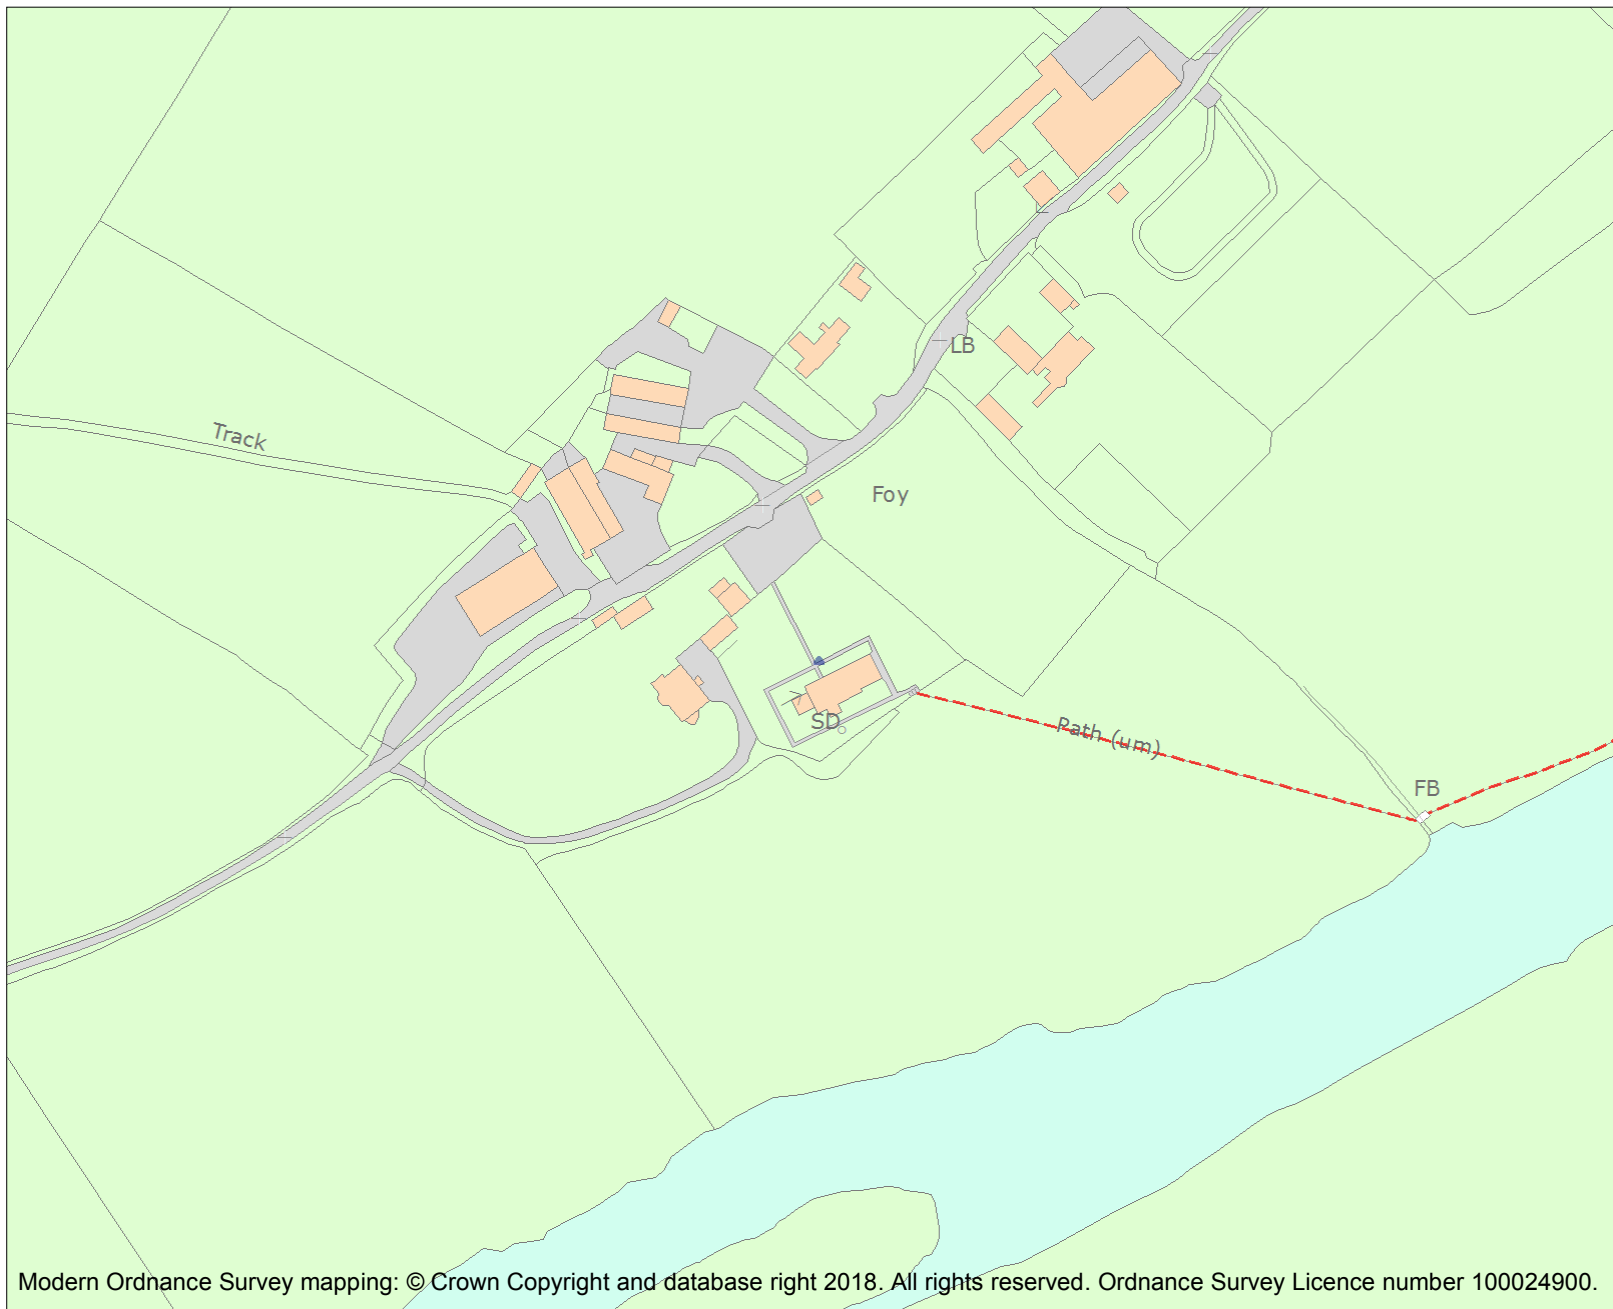 LB
Track
Foy
SD
Path (um)
FB
Modern Ordnance Survey mapping: © Crown Copyright and database right 2018. All rights reserved. Ordnance Survey Licence number 100024900.